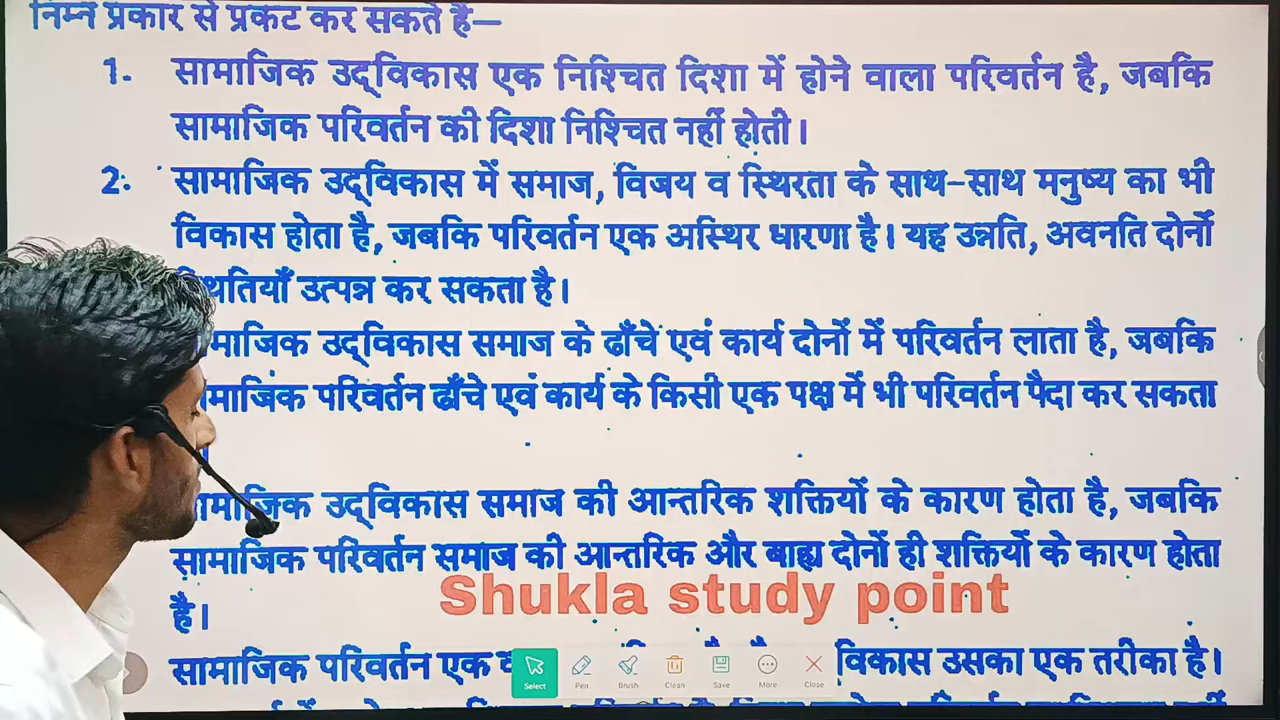 निम्न प्रकार से प्रकट कर सकते हैं—
1. सामाजिक उद्‌विकास एक निश्चित दिशा में होने वाला परिवर्तन है, जबकि
सामाजिक परिवर्तन की दिशा निश्चित नहीं होती।
2. सामाजिक उद्‌विकास में समाज, विजय व स्थिरता के साथ-साथ मनुष्य का भी
विकास होता है, जबकि परिवर्तन एक अस्थिर धारणा है। यह उन्नति, अवनति दोनों
उत्पन्न कर सकता है।
उद्‌विकास समाज के ढाँचे एवं कार्य दोनों में परिवर्तन लाता है, जबकि
परिवर्तन ढाँचे एवं कार्य के किसी एक पक्ष में भी परिवर्तन पैदा कर सकता
उद्‌विकास समाज की आन्तरिक शक्तियों के कारण होता है, जबकि
सामाजिक परिवर्तन समाज की आन्तरिक और बाह्य दोनों ही शक्तियों के कारण होता
है।
Shukla study point
सामाजिक परिवर्तन एक विकास उसका एक तरीका है।
Select Pen Brush Clean Save More Close